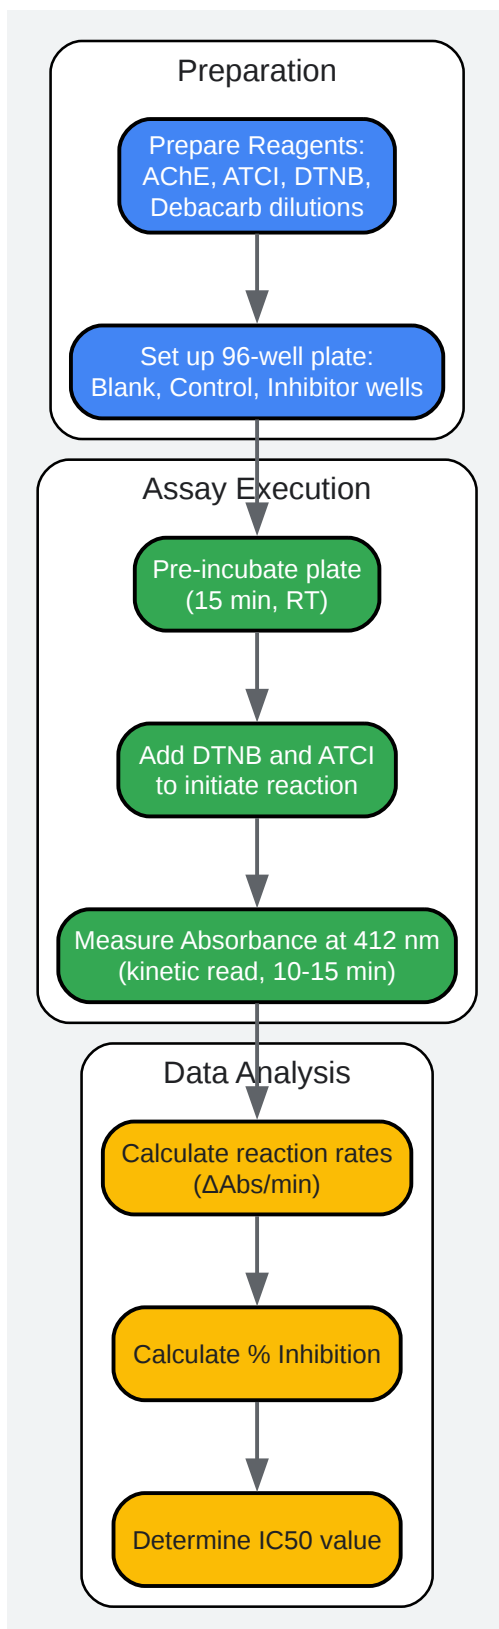 Preparation
Prepare Reagents:
AChE, ATCI, DTNB,
Debacarb dilutions
Set up 96-well plate:
Blank, Control, Inhibitor wells
Assay Execution
Pre-incubate plate
(15 min, RT)
Add DTNB and ATCI
to initiate reaction
Measure Absorbance at 412 nm
(kinetic read, 10-15 min)
Data Analysis
Calculate reaction rates
(ΔAbs/min)
Calculate % Inhibition
Determine IC50 value